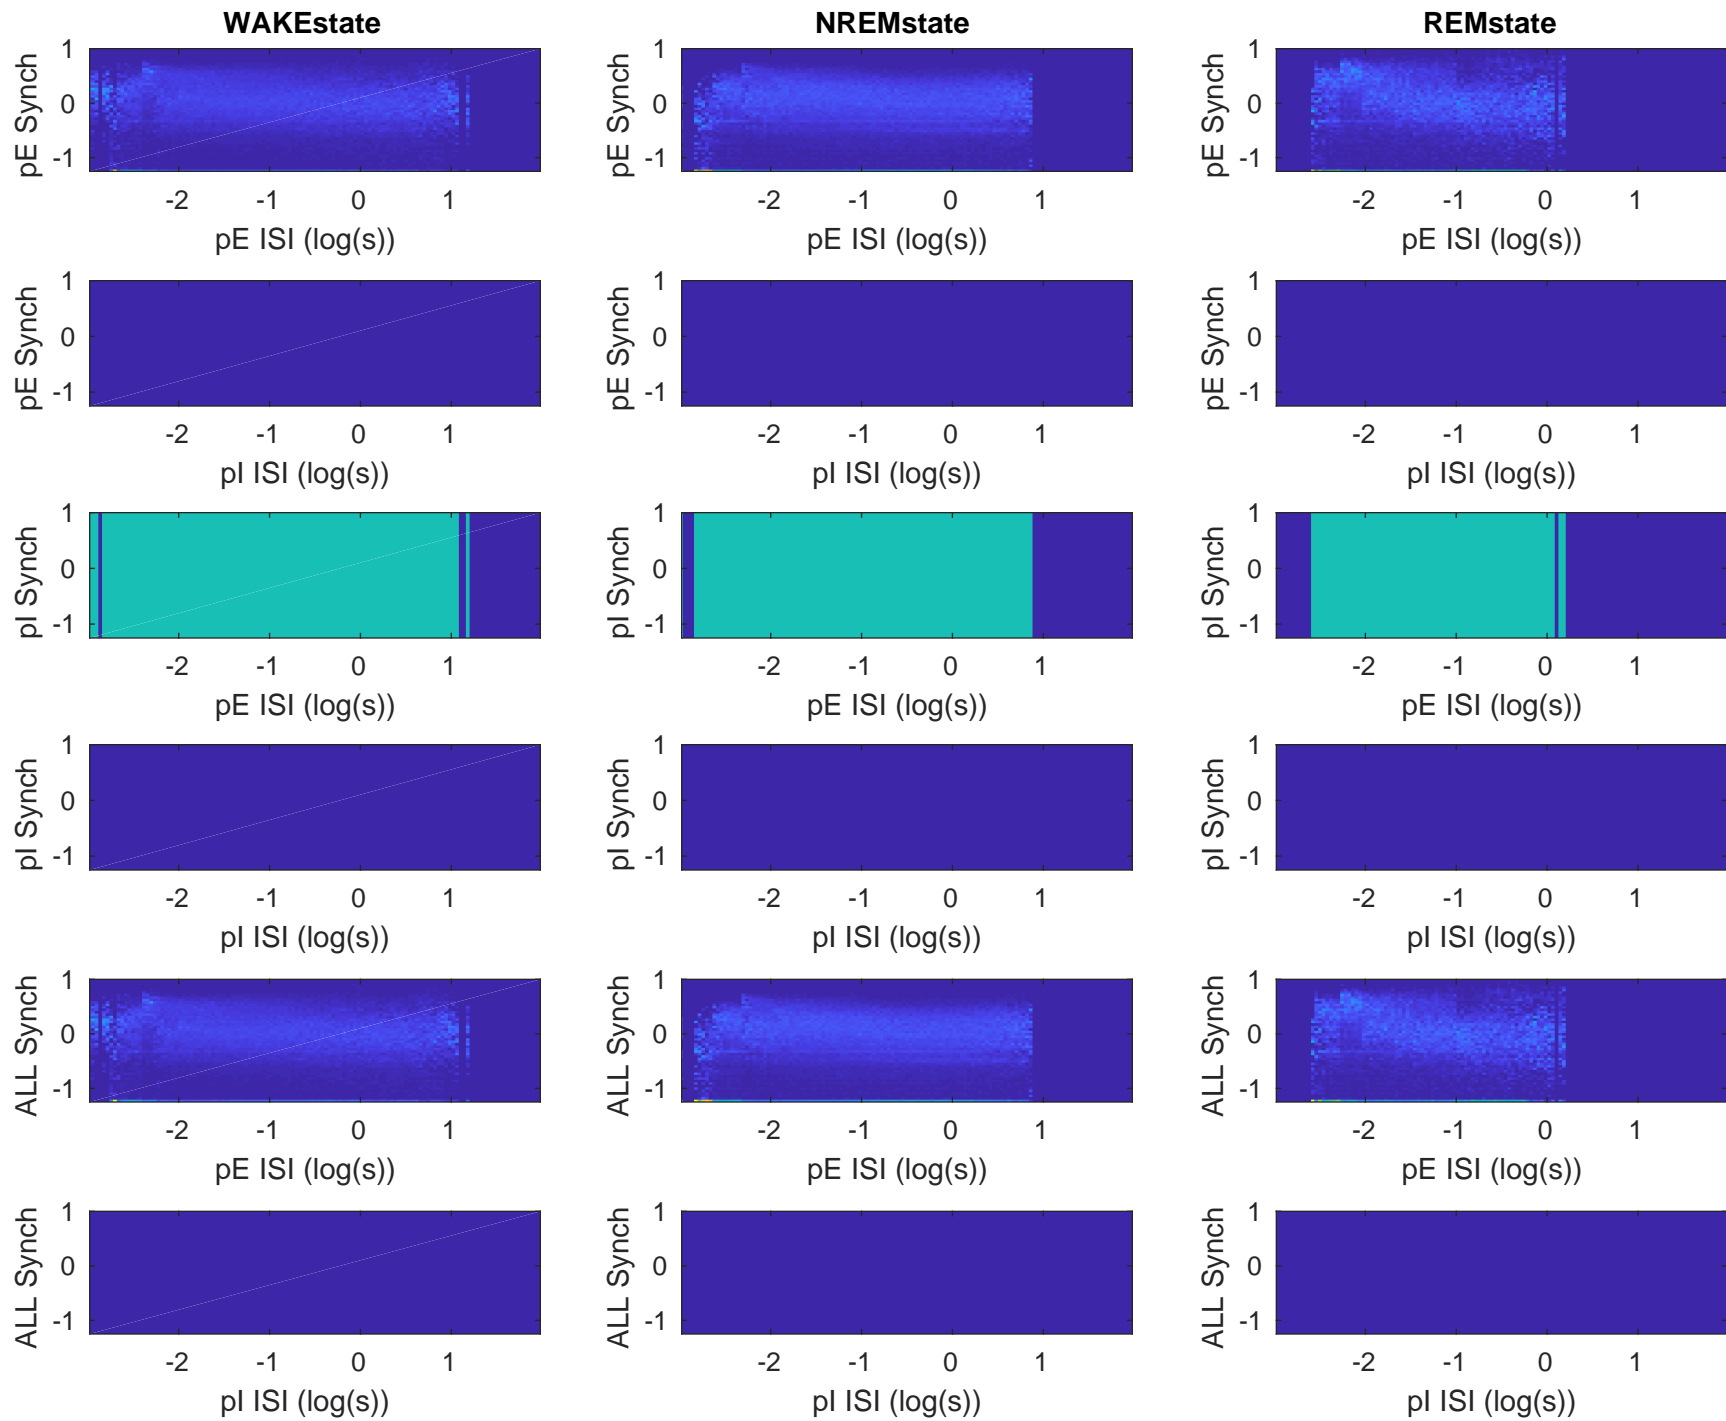 WAKEstate NREMstate REMstate
1 1 1
pE Synch pE Synch pE Synch
0 0 0
-1 -1 -1
-2 -1 0 1 -2 -1 0 1 -2 -1 0 1
pE ISI (log(s)) pE ISI (log(s)) pE ISI (log(s))
1 1 1
pE Synch pE Synch pE Synch
0 0 0
-1 -1 -1
-2 -1 0 1 -2 -1 0 1 -2 -1 0 1
pI ISI (log(s)) pI ISI (log(s)) pI ISI (log(s))
1 1 1
pI Synch pI Synch pI Synch
0 0 0
-1 -1 -1
-2 -1 0 1 -2 -1 0 1 -2 -1 0 1
pE ISI (log(s)) pE ISI (log(s)) pE ISI (log(s))
1 1 1
pI Synch pI Synch pI Synch
0 0 0
-1 -1 -1
-2 -1 0 1 -2 -1 0 1 -2 -1 0 1
pI ISI (log(s)) pI ISI (log(s)) pI ISI (log(s))
1 1 1
ALL Synch ALL Synch ALL Synch
0 0 0
-1 -1 -1
-2 -1 0 1 -2 -1 0 1 -2 -1 0 1
pE ISI (log(s)) pE ISI (log(s)) pE ISI (log(s))
1 1 1
ALL Synch ALL Synch ALL Synch
0 0 0
-1 -1 -1
-2 -1 0 1 -2 -1 0 1 -2 -1 0 1
pI ISI (log(s)) pI ISI (log(s)) pI ISI (log(s))